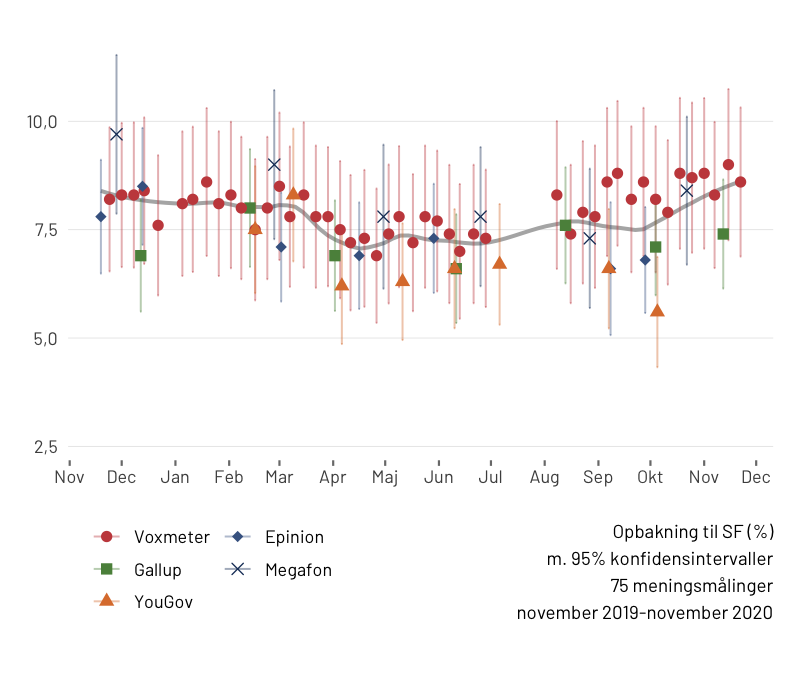 10,0
7,5
5,0
2,5
Nov Dec Jan Feb Mar Apr Maj Jun Jul Aug Sep Okt Nov Dec
Voxmeter Epinion
Gallup Megafon
YouGov
Opbakning til SF (%)
m. 95% konfidensintervaller
75 meningsmålinger
november 2019-november 2020